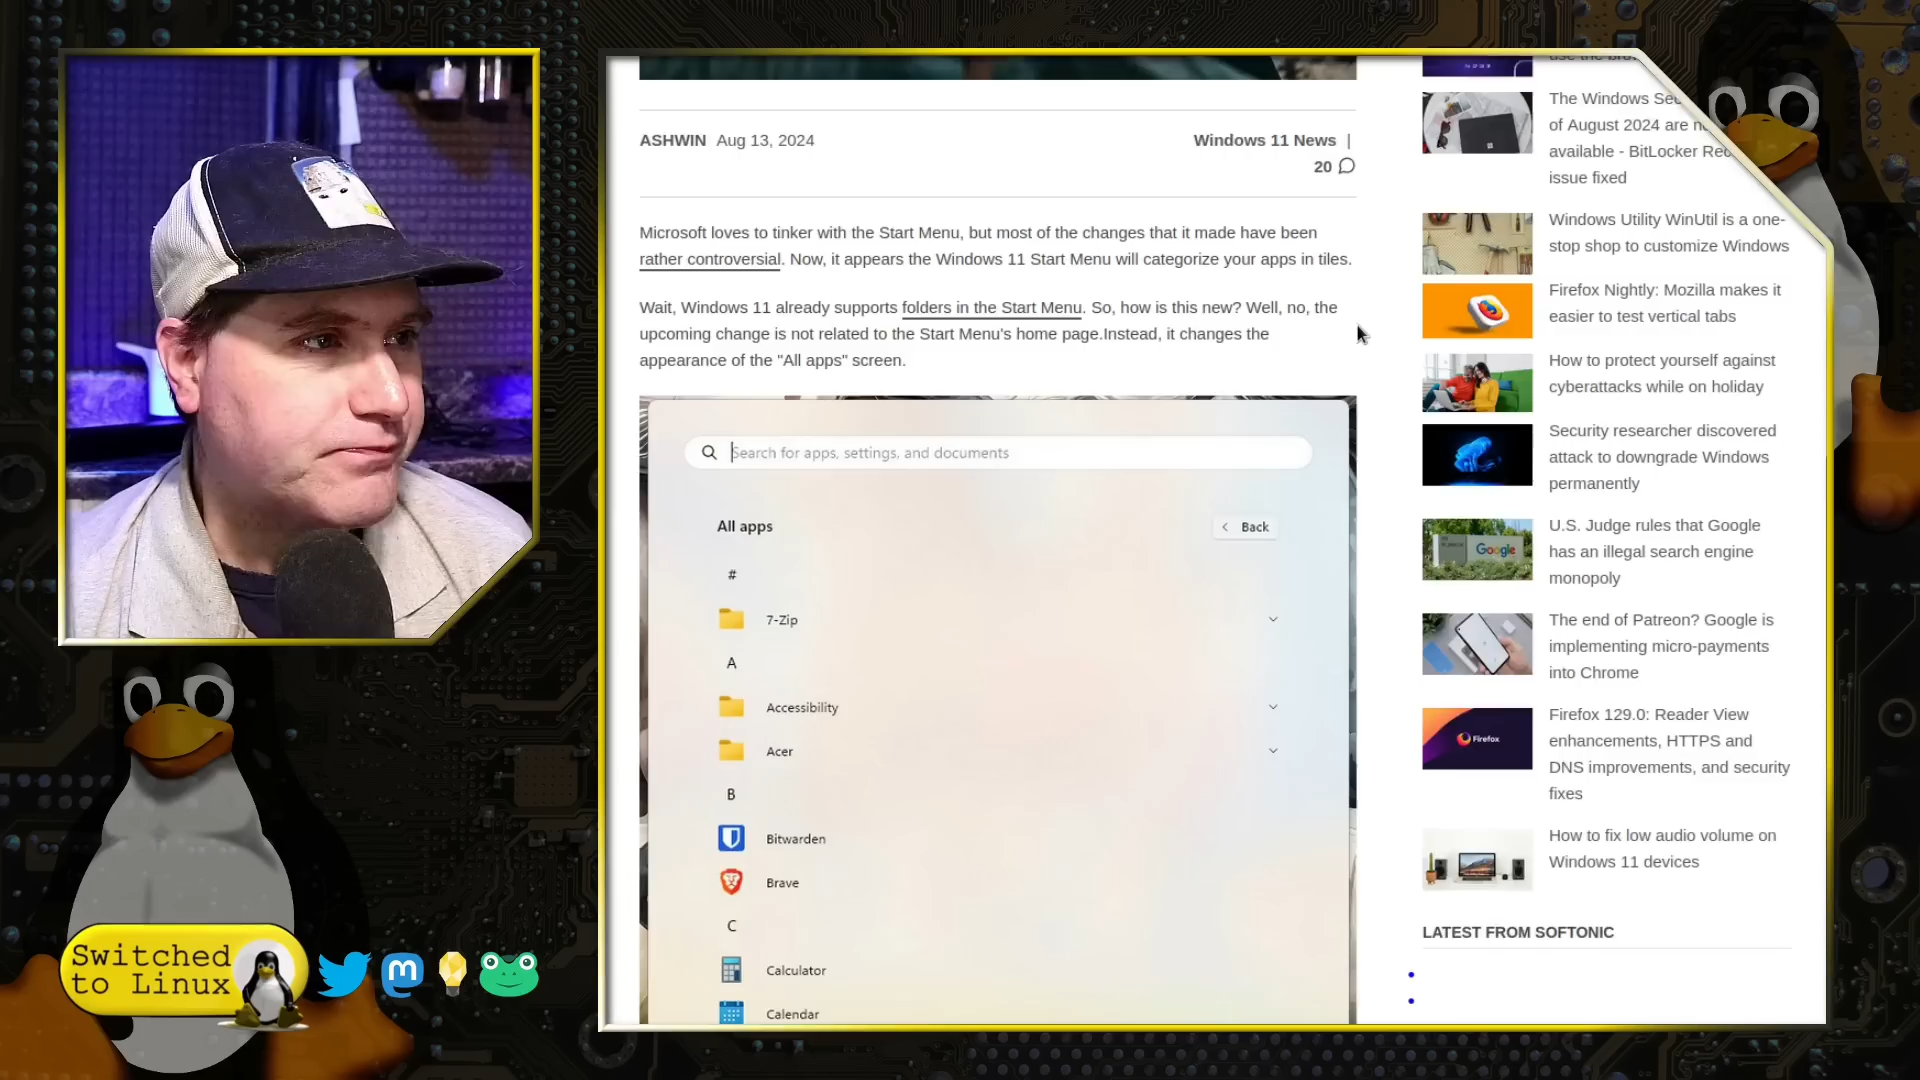 ASHWIN Aug 13, 2024
Windows 11 News |
20
Microsoft loves to tinker with the Start Menu, but most of the changes that it made have been
rather controversial. Now, it appears the Windows 11 Start Menu will categorize your apps in tiles.
Wait, Windows 11 already supports folders in the Start Menu. So, how is this new? Well, no, the
upcoming change is not related to the Start Menu's home page.Instead, it changes the
appearance of the "All apps" screen.
Search for apps, settings, and documents
All apps
Back
#
7-Zip
A
Accessibility
Acer
B
Bitwarden
Brave
C
Calculator
Calendar
The Windows
of August 2024 are
available - BitLocker
issue fixed
Windows Utility WinUtil is a one-
stop shop to customize Windows
Firefox Nightly: Mozilla makes it
easier to test vertical tabs
How to protect yourself against
cyberattacks while on holiday
Security researcher discovered
attack to downgrade Windows
permanently
Google
U.S. Judge rules that Google
has an illegal search engine
monopoly
The end of Patreon? Google is
implementing micro-payments
into Chrome
Firefox
Firefox 129.0: Reader View
enhancements, HTTPS and
DNS improvements, and security
fixes
How to fix low audio volume on
Windows 11 devices
LATEST FROM SOFTONIC
Switched
to Linux